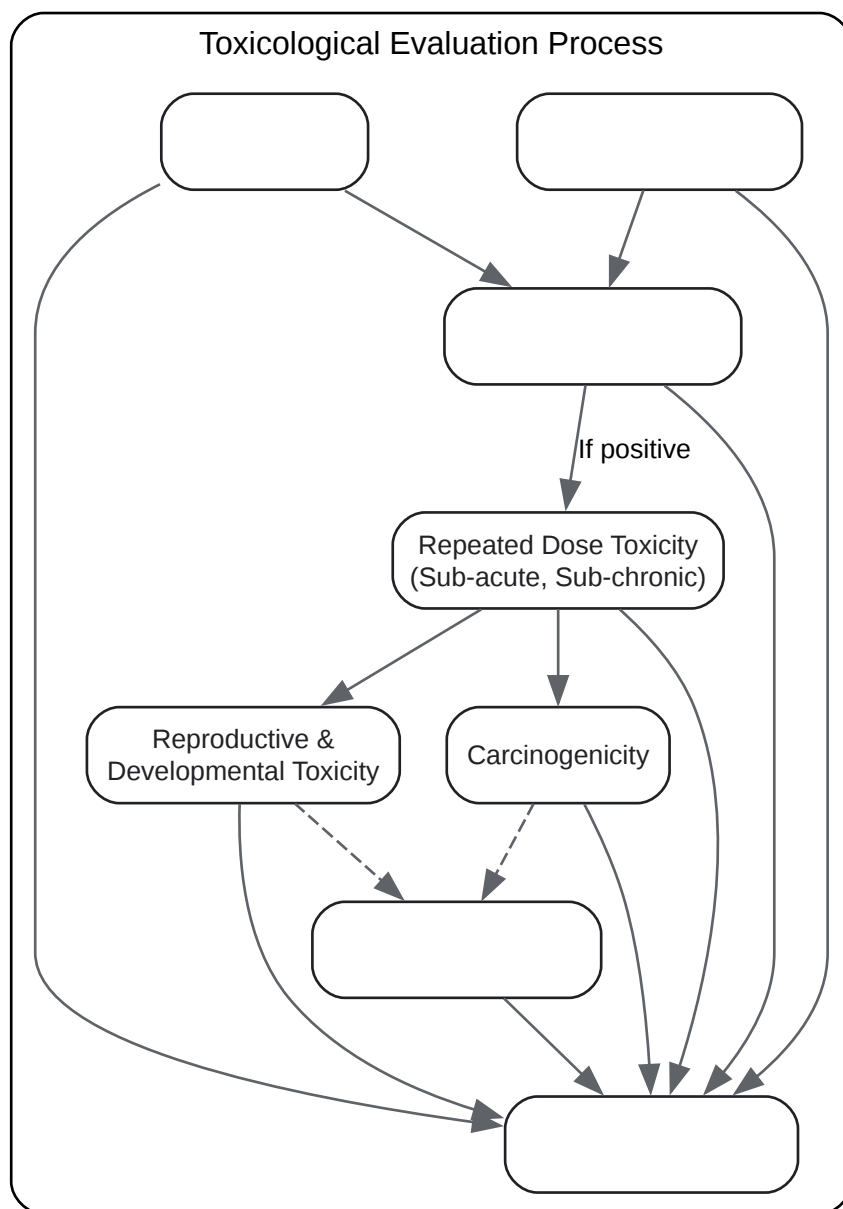 Toxicological Evaluation Process
If positive
Repeated Dose Toxicity
(Sub-acute, Sub-chronic)
Reproductive &
Developmental Toxicity
Carcinogenicity